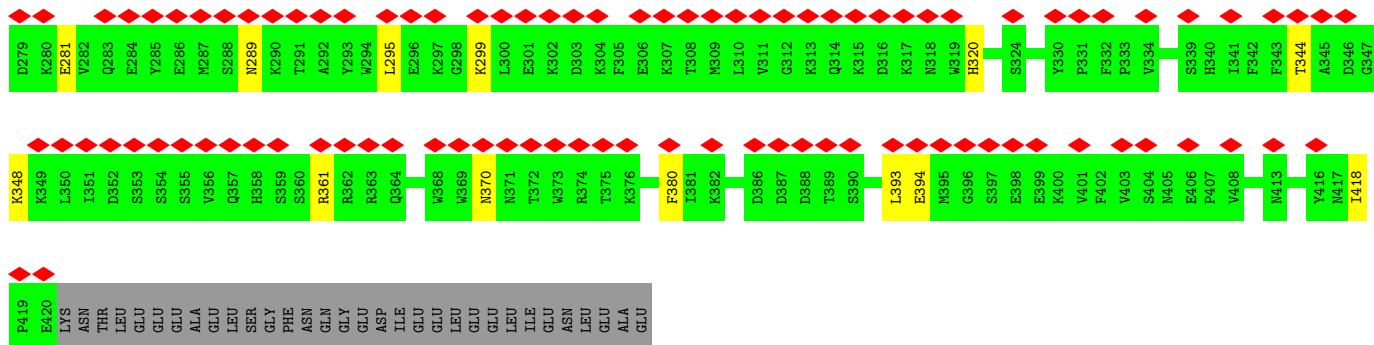 D279 K280 E281 V282 Q283 E284 Y285 E286 M287 S288 N289 K290 T291 A292 Y293 W294 L295 E296 K297 G298 K299 L300 E301 K302 D303 K304 F305 E306 K307 T308 M309 L310 V311 G312 K313 Q314 K315 D316 K317 N318 W319 H320 S324 Y330 P331 F332 P333 V334 S339 H340 I341 F342 F343 T344 A345 D346 G347
K348 K349 L350 I351 D352 S353 S354 S355 V356 Q357 H358 S359 S360 R361 R362 R363 Q364 W368 W369 N370 N371 T372 W373 R374 T375 K376 F380 I381 K382 D386 D387 D388 T389 S390 L393 E394 M395 G396 S397 E398 E399 K400 V401 F402 V403 S404 N405 E406 P407 V408 N413 Y416 N417 I418
P419 E420 LYS ASN THR LEU GLU GLU GLU ALA GLU LEU SER GLY PHE ASN GLN GLY GLU ASP ILE GLU GLU LEU GLU GLU LEU ILE GLU ASN LEU GLU ALA GLU